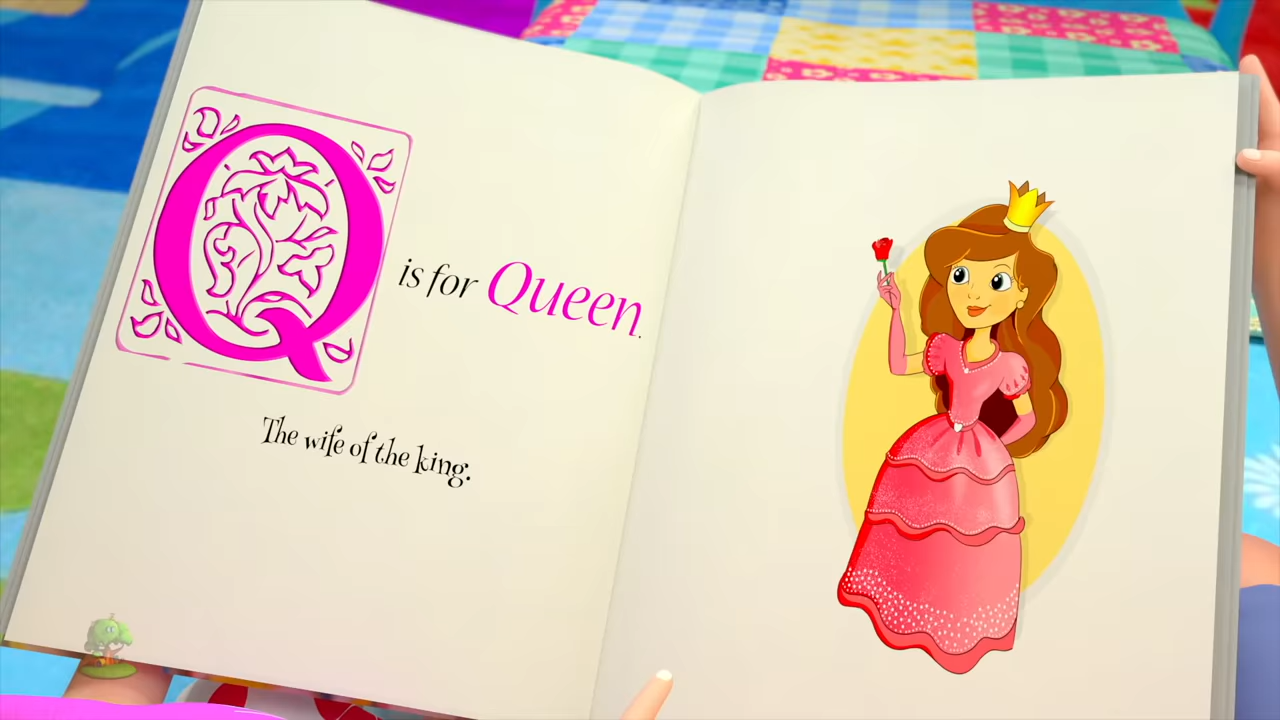 Q is for Queen.
The wife of the king.